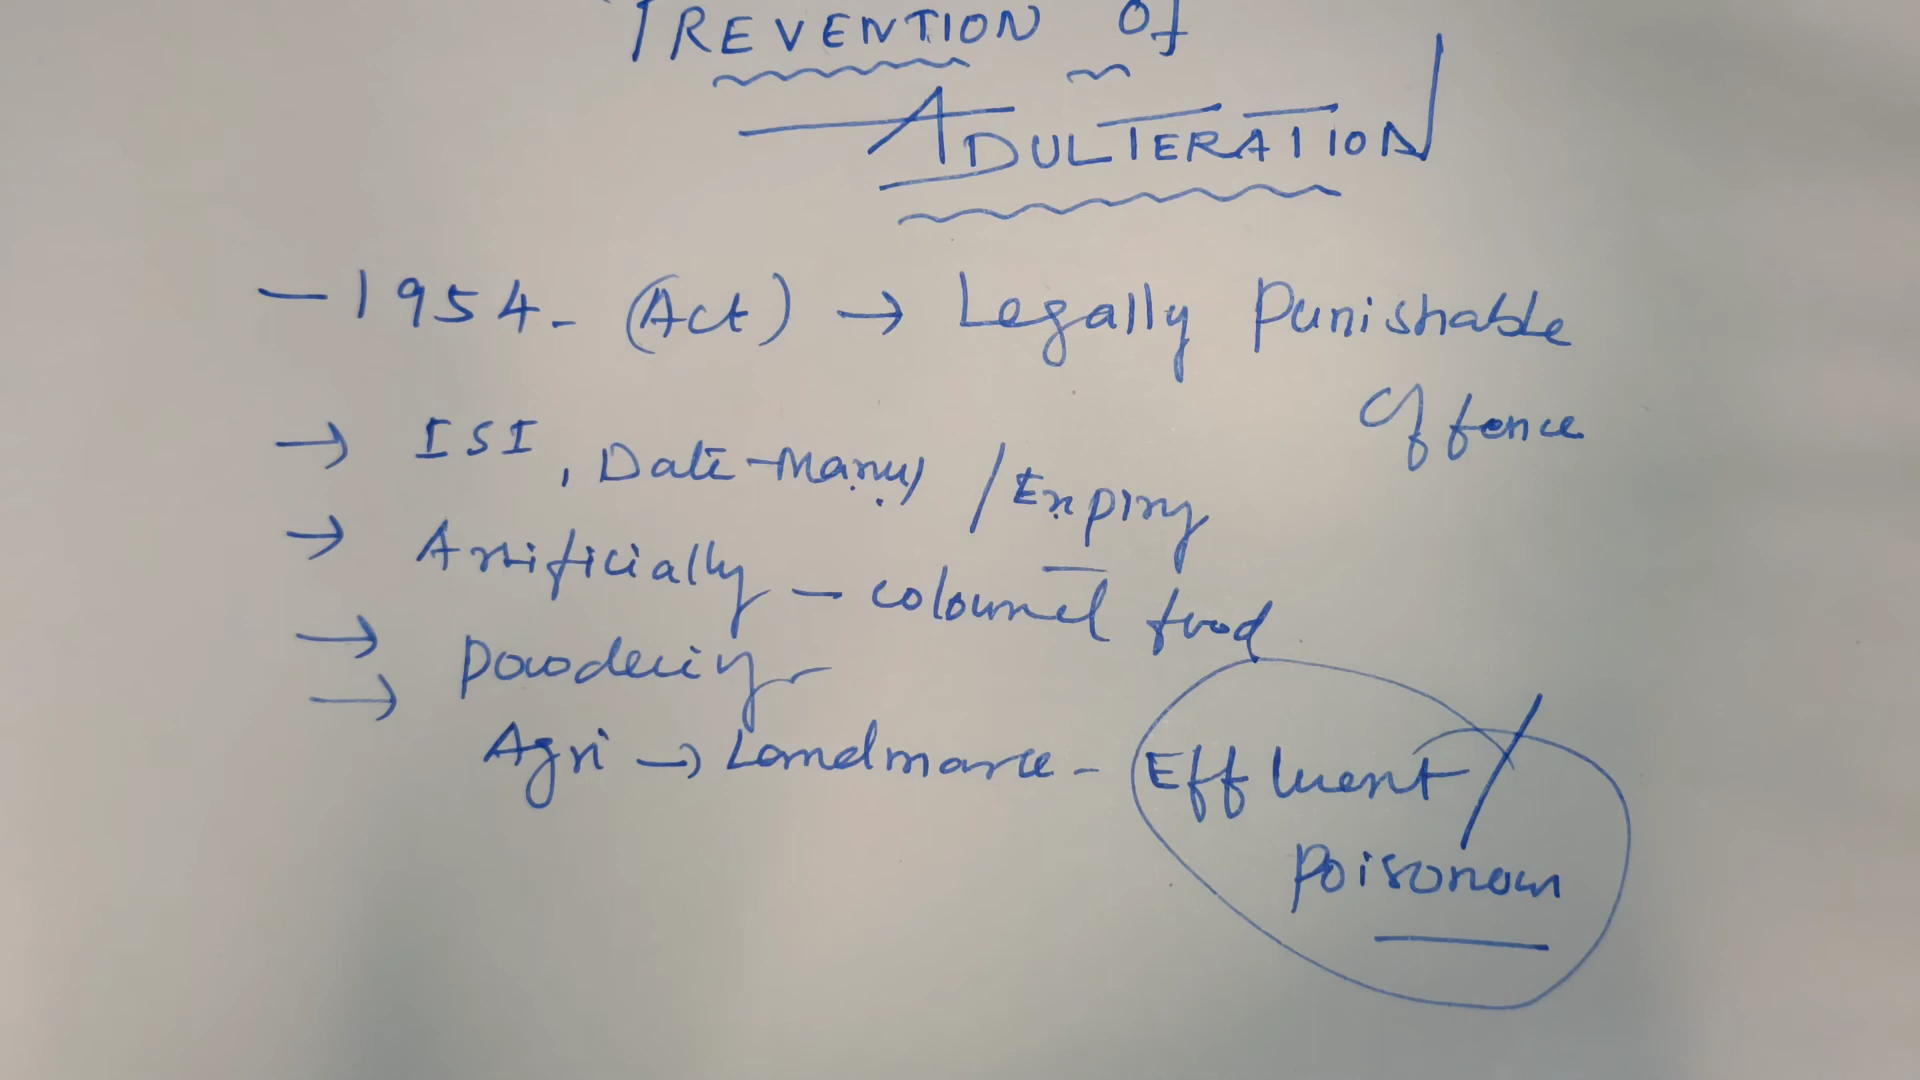 PREVENTION Of
ADULTERATION
- 1954 - (Act) → Legally Punishable
Offence
→ ISI, Date-Manuf / Expiry
→ Artificially - coloured food
→ Powdering
→ Agri → Landmark - Effluent /
Poisonous